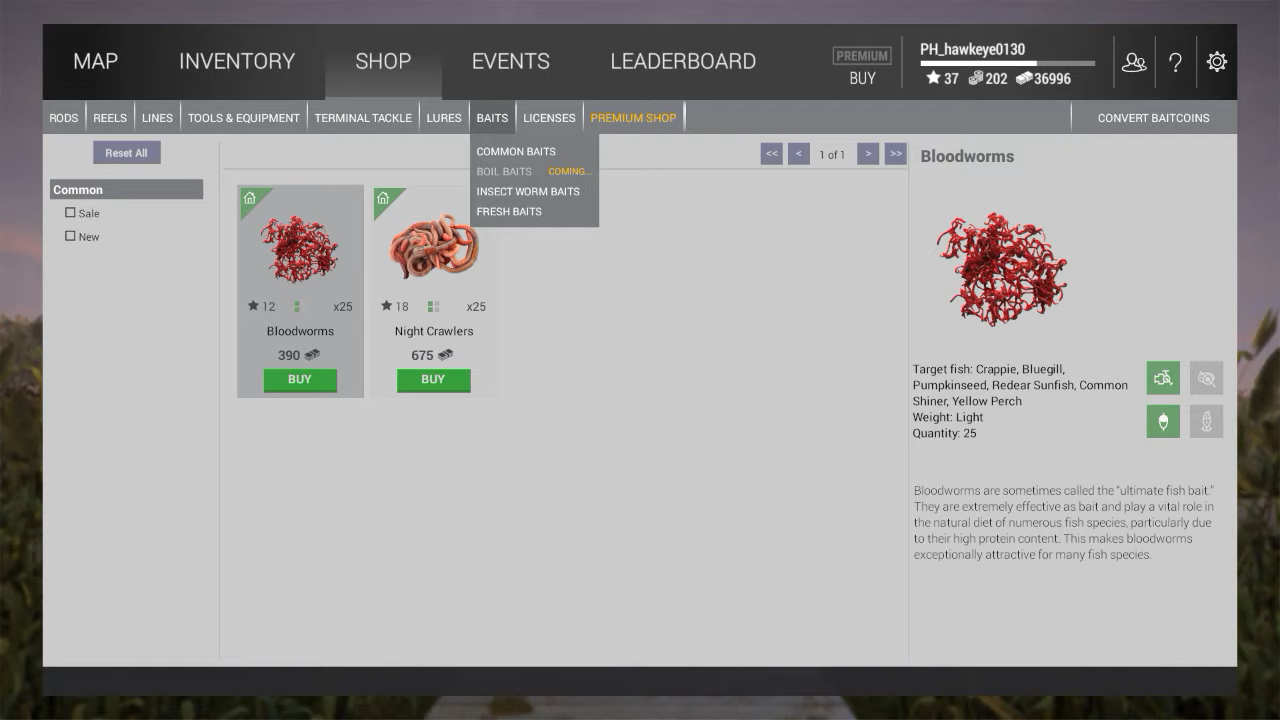 MAP INVENTORY SHOP EVENTS LEADERBOARD
PREMIUM
BUY
PH_hawkeye0130
37 202 36996
RODS REELS LINES TOOLS & EQUIPMENT TERMINAL TACKLE LURES BAITS LICENSES PREMIUM SHOP CONVERT BAITCOINS
COMMON BAITS
BOIL BAITS COMING...
INSECT WORM BAITS
FRESH BAITS
Reset All
Common
Sale
New
<< < 1 of 1 > >>
12 x25
Bloodworms
390
BUY
18 x25
Night Crawlers
675
BUY
Bloodworms
Target fish: Crappie, Bluegill,
Pumpkinseed, Redear Sunfish, Common
Shiner, Yellow Perch
Weight: Light
Quantity: 25
Bloodworms are sometimes called the "ultimate fish bait."
They are extremely effective as bait and play a vital role in
the natural diet of numerous fish species, particularly due
to their high protein content. This makes bloodworms
exceptionally attractive for many fish species.